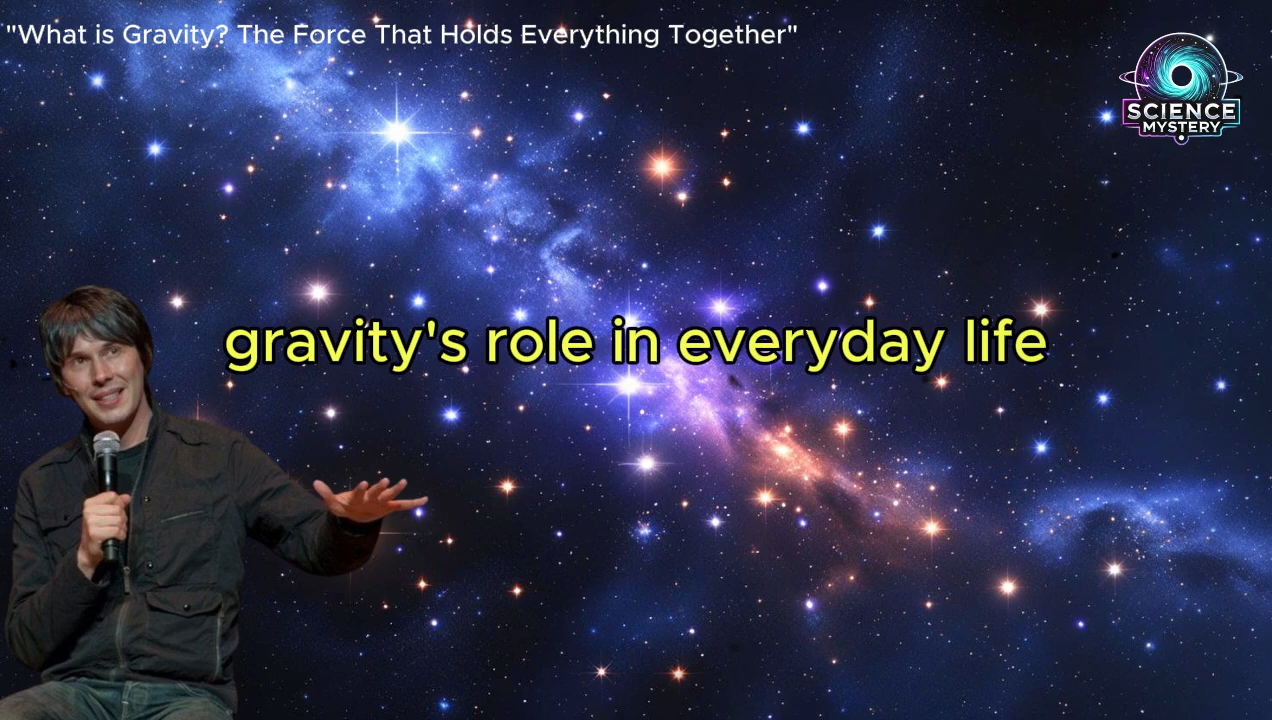 "What is Gravity? The Force That Holds Everything Together"
SCIENCE
MYSTERY
gravity's role in everyday life